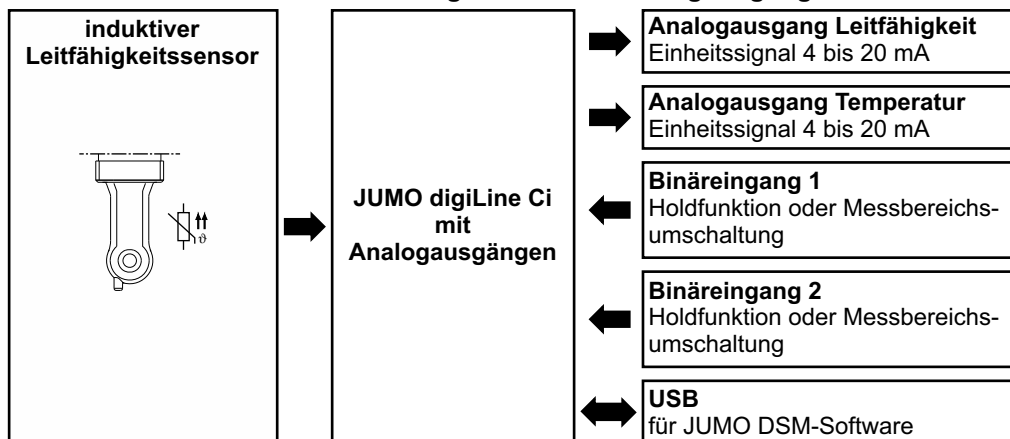 induktiver
Leitfähigkeitssensor
ϑ
JUMO digiLine Ci
mit
Analogausgängen
Analogausgang Leitfähigkeit
Einheitssignal 4 bis 20 mA
Analogausgang Temperatur
Einheitssignal 4 bis 20 mA
Binäreingang 1
Holdfunktion oder Messbereichs-
umschaltung
Binäreingang 2
Holdfunktion oder Messbereichs-
umschaltung
USB
für JUMO DSM-Software